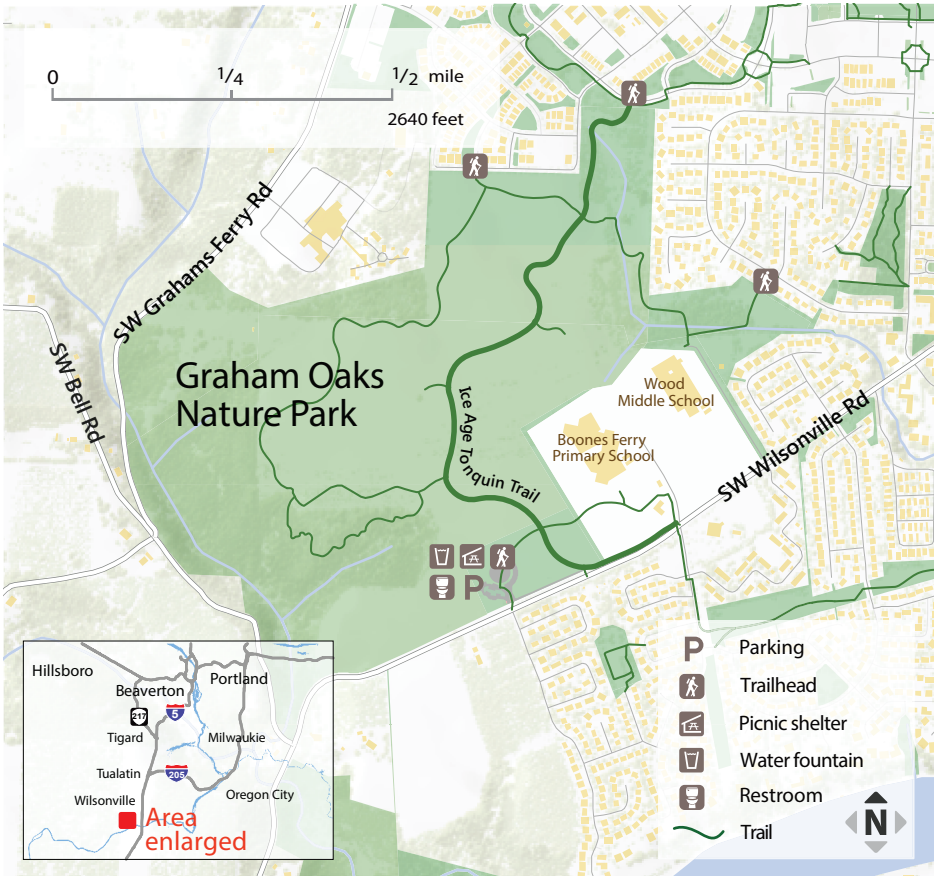 0 1/4 1/2 mile
2640 feet
SW Grahams Ferry Rd
SW Bell Rd
Graham Oaks
Nature Park
Ice Age Tonquin Trail
Wood
Middle School
Boones Ferry
Primary School
SW Wilsonville Rd
P
Hillsboro
Beaverton
Portland
217
5
Tigard
Milwaukie
Tualatin
205
Wilsonville
Oregon City
Area
enlarged
P Parking
Trailhead
Picnic shelter
Water fountain
Restroom
Trail
N